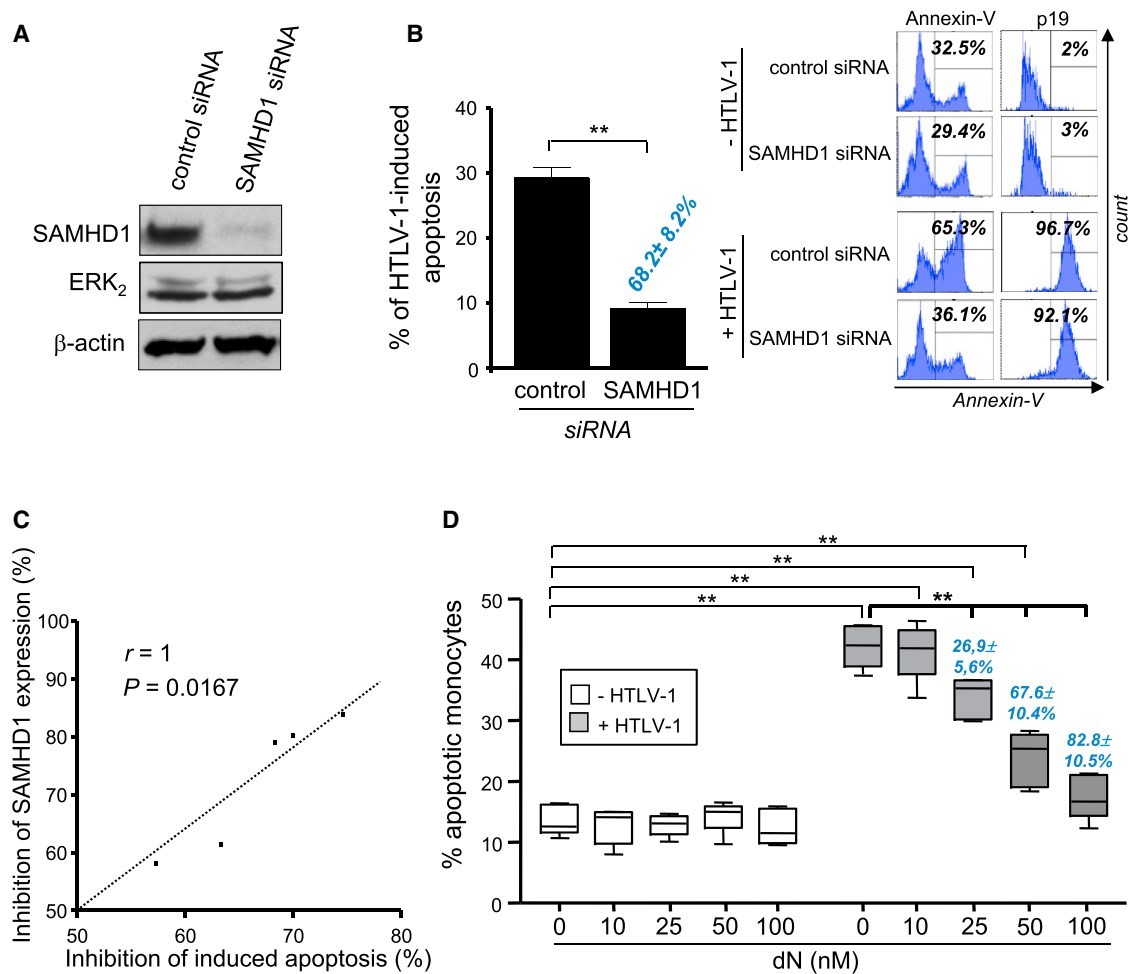 A
control siRNA
SAMHD1 siRNA
SAMHD1
ERK2
β-actin
B
% of HTLV-1-induced
apoptosis
40
30
20
10
0
**
68.2± 8.2%
control SAMHD1
siRNA
Annexin-V p19
- HTLV-1
control siRNA
32.5% 2%
SAMHD1 siRNA
29.4% 3%
+ HTLV-1
control siRNA
65.3% 96.7%
SAMHD1 siRNA
36.1% 92.1%
count
Annexin-V
C
Inhibition of SAMHD1 expression (%)
100
90
80
70
60
50
r = 1
P = 0.0167
50 60 70 80
Inhibition of induced apoptosis (%)
D
% apoptotic monocytes
50
40
30
20
10
0
**
**
**
**
**
- HTLV-1
+ HTLV-1
26,9±
5,6%
67.6±
10.4%
82.8±
10.5%
0 10 25 50 100 0 10 25 50 100
dN (nM)